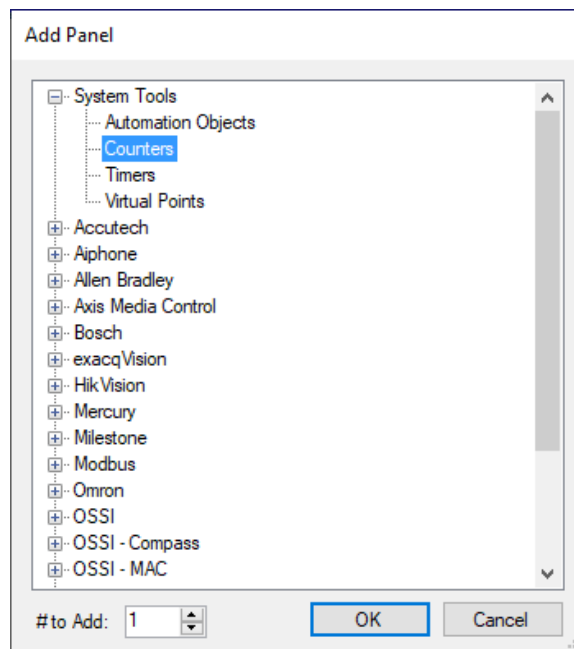 Add Panel
System Tools
Automation Objects
Counters
Timers
Virtual Points
Accutech
Aiphone
Allen Bradley
Axis Media Control
Bosch
exacqVision
HikVision
Mercury
Milestone
Modbus
Omron
OSSI
OSSI - Compass
OSSI - MAC
# to Add: 1 OK Cancel